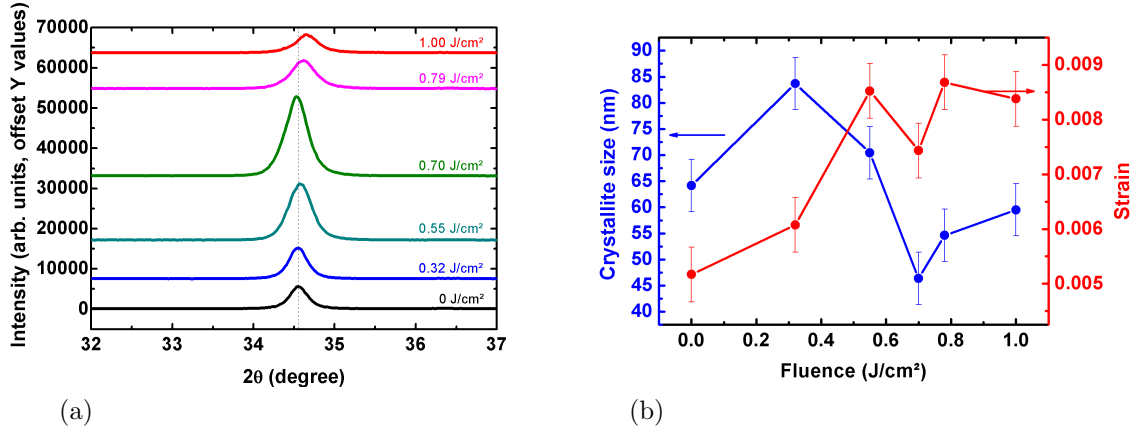 70000
60000
50000
40000
30000
20000
10000
0
Intensity (arb. units, offset Y values)
1.00 J/cm²
0.79 J/cm²
0.70 J/cm²
0.55 J/cm²
0.32 J/cm²
0 J/cm²
32 33 34 35 36 37
2θ (degree)
(a)
90
85
80
75
70
65
60
55
50
45
40
Crystallite size (nm)
0.009
0.008
0.007
0.006
0.005
Strain
0.0 0.2 0.4 0.6 0.8 1.0
Fluence (J/cm²)
(b)